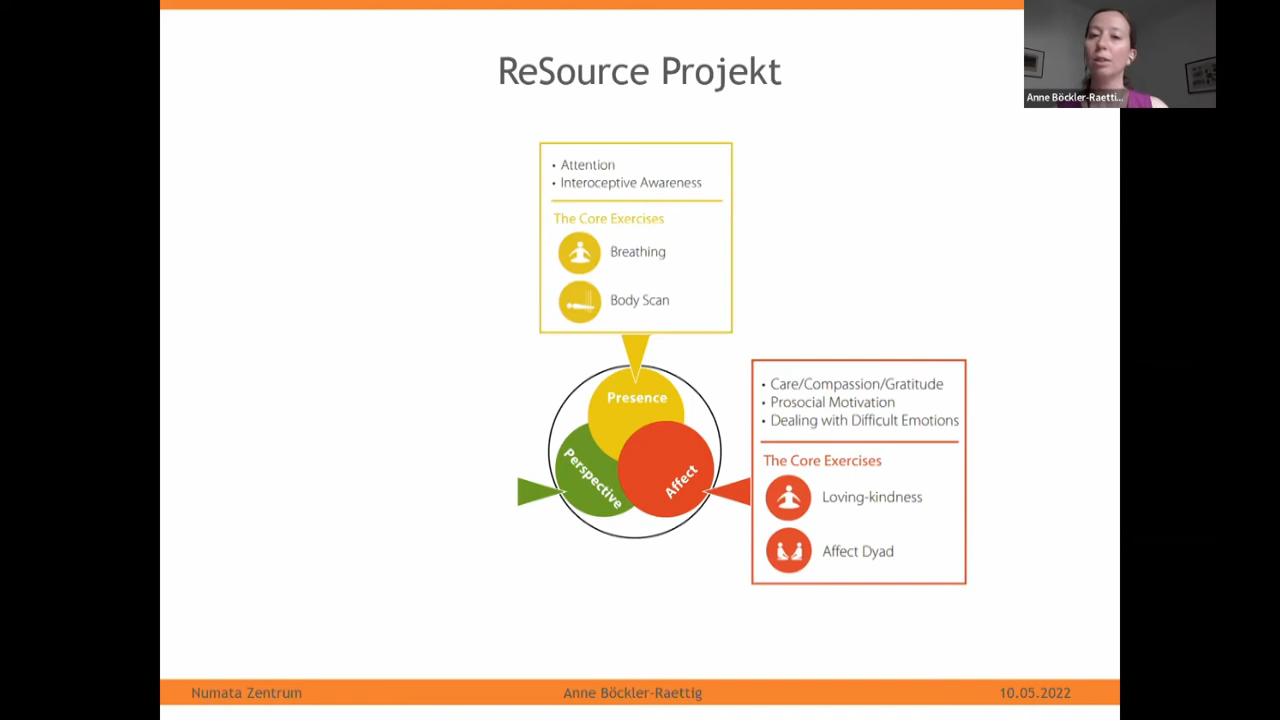 ReSource Projekt
Anne Böckler-Raetti...
• Attention
• Interoceptive Awareness
The Core Exercises
Breathing
Body Scan
Presence
Perspective
Affect
• Care/Compassion/Gratitude
• Prosocial Motivation
• Dealing with Difficult Emotions
The Core Exercises
Loving-kindness
Affect Dyad
Numata Zentrum
Anne Böckler-Raettig
10.05.2022